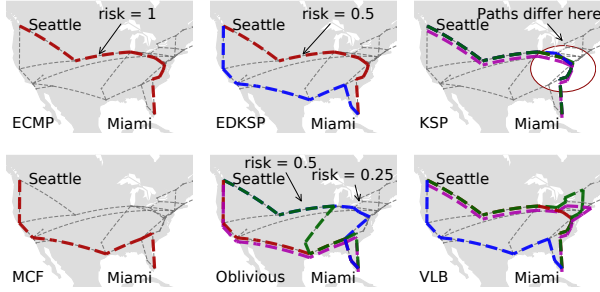 Seattle
risk = 1
ECMP
Miami
Seattle
risk = 0.5
EDKSP
Miami
Paths differ here
Seattle
KSP
Miami
Seattle
MCF
Miami
risk = 0.5
Seattle
risk = 0.25
Oblivious
Miami
Seattle
VLB
Miami